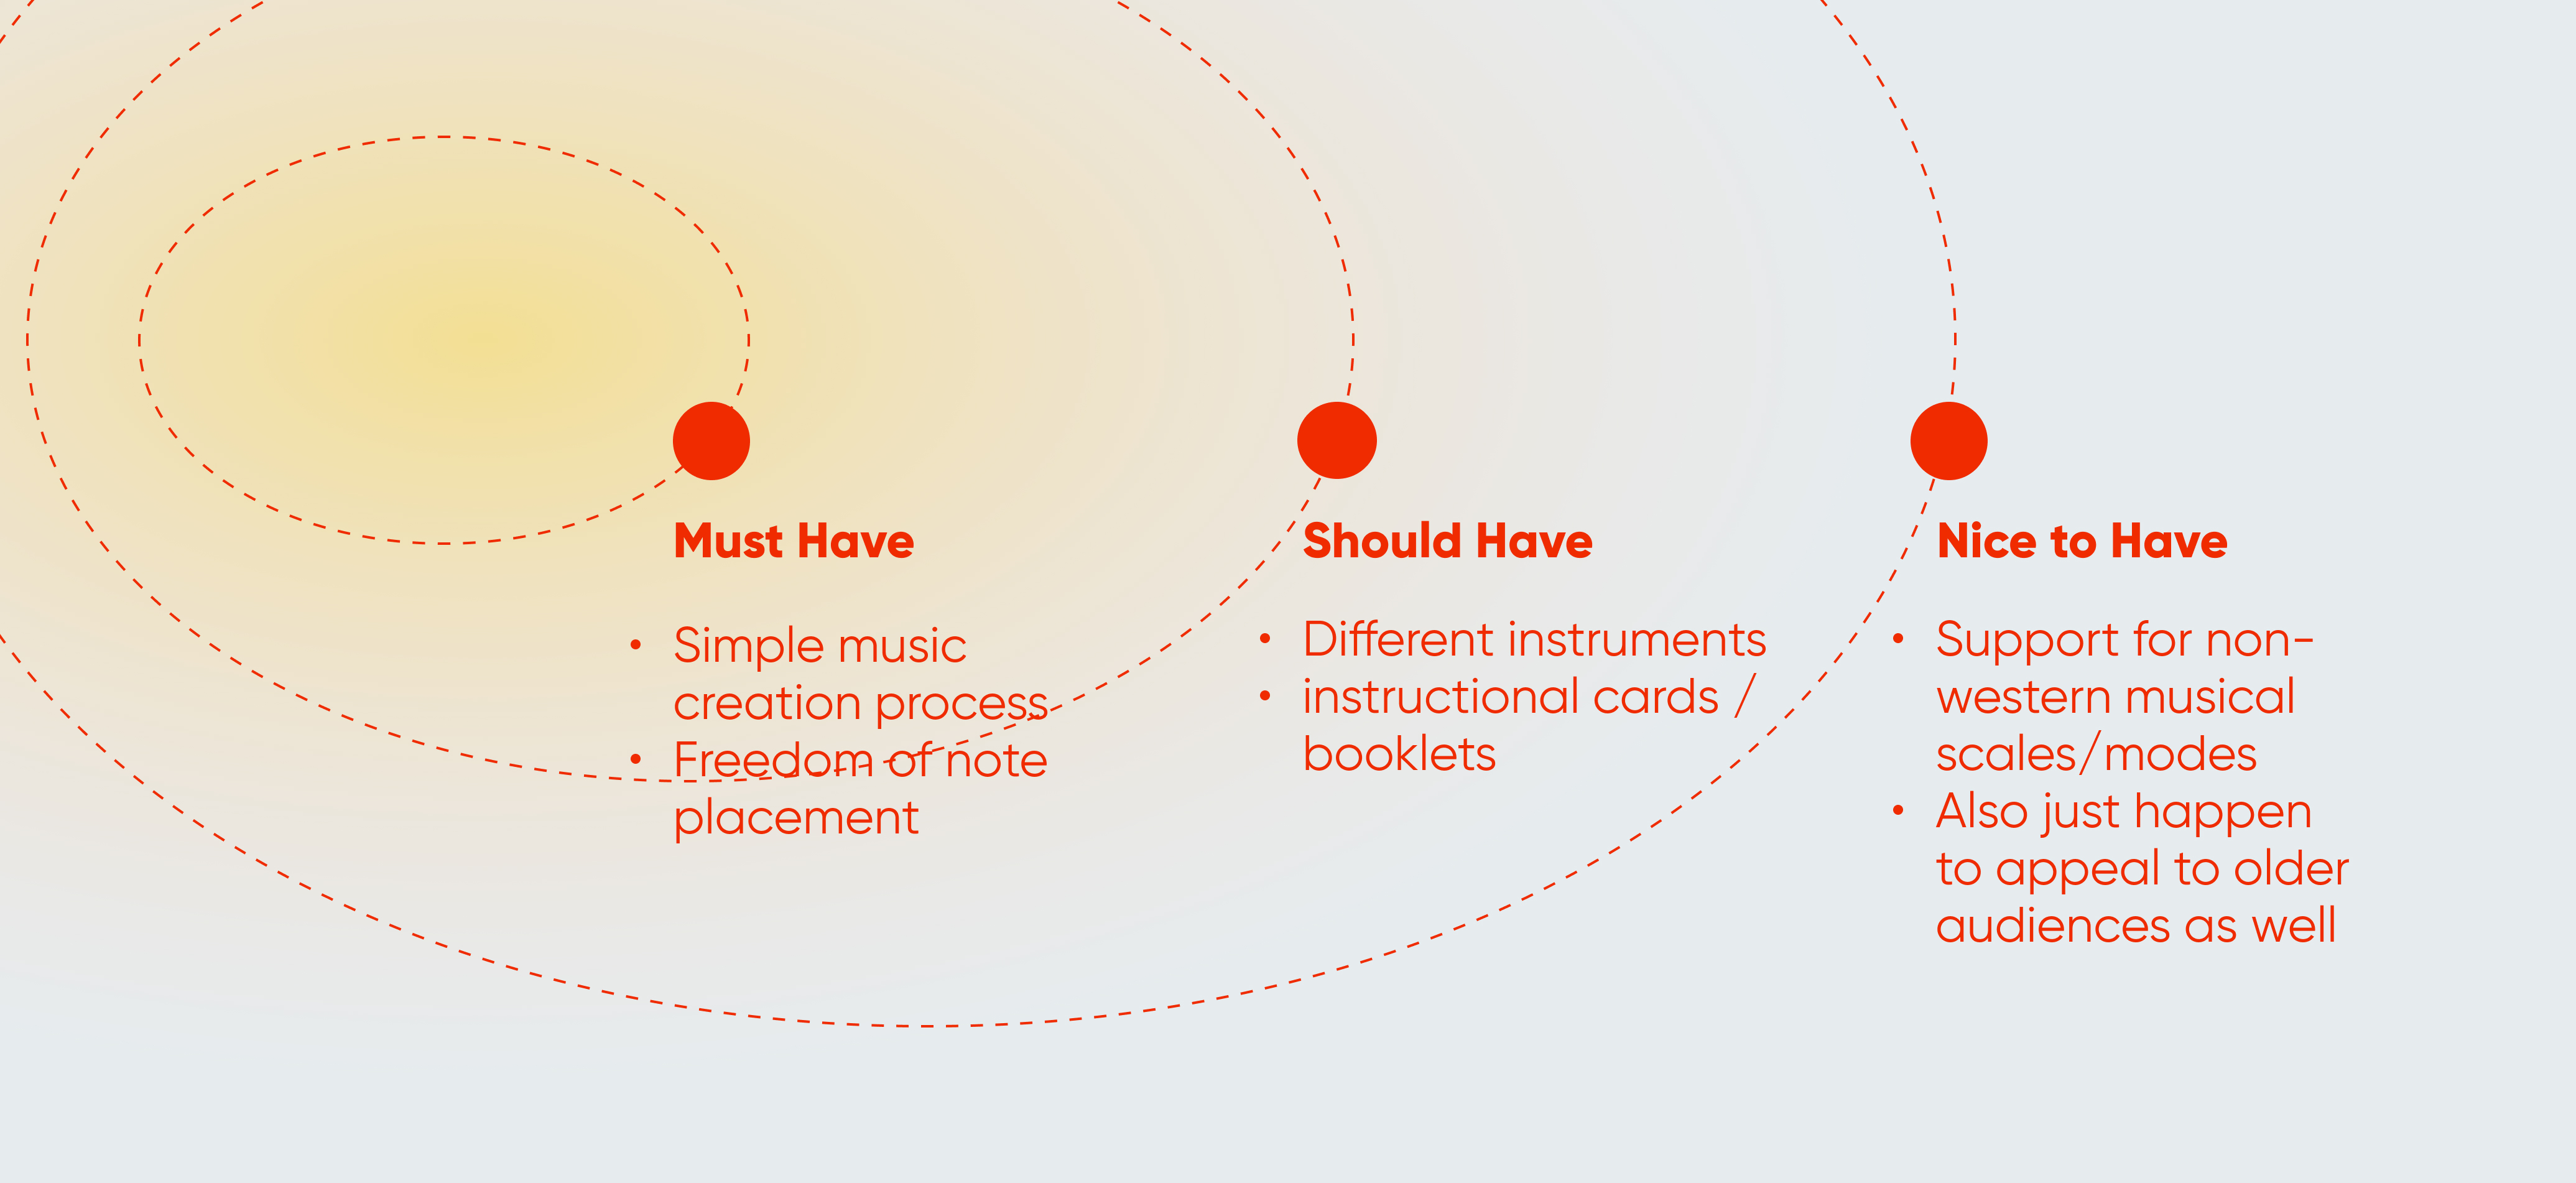 Must Have
• Simple music
creation process
• Freedom of note
placement
Should Have
• Different instruments
• instructional cards /
booklets
Nice to Have
• Support for non-
western musical
scales/modes
• Also just happen
to appeal to older
audiences as well